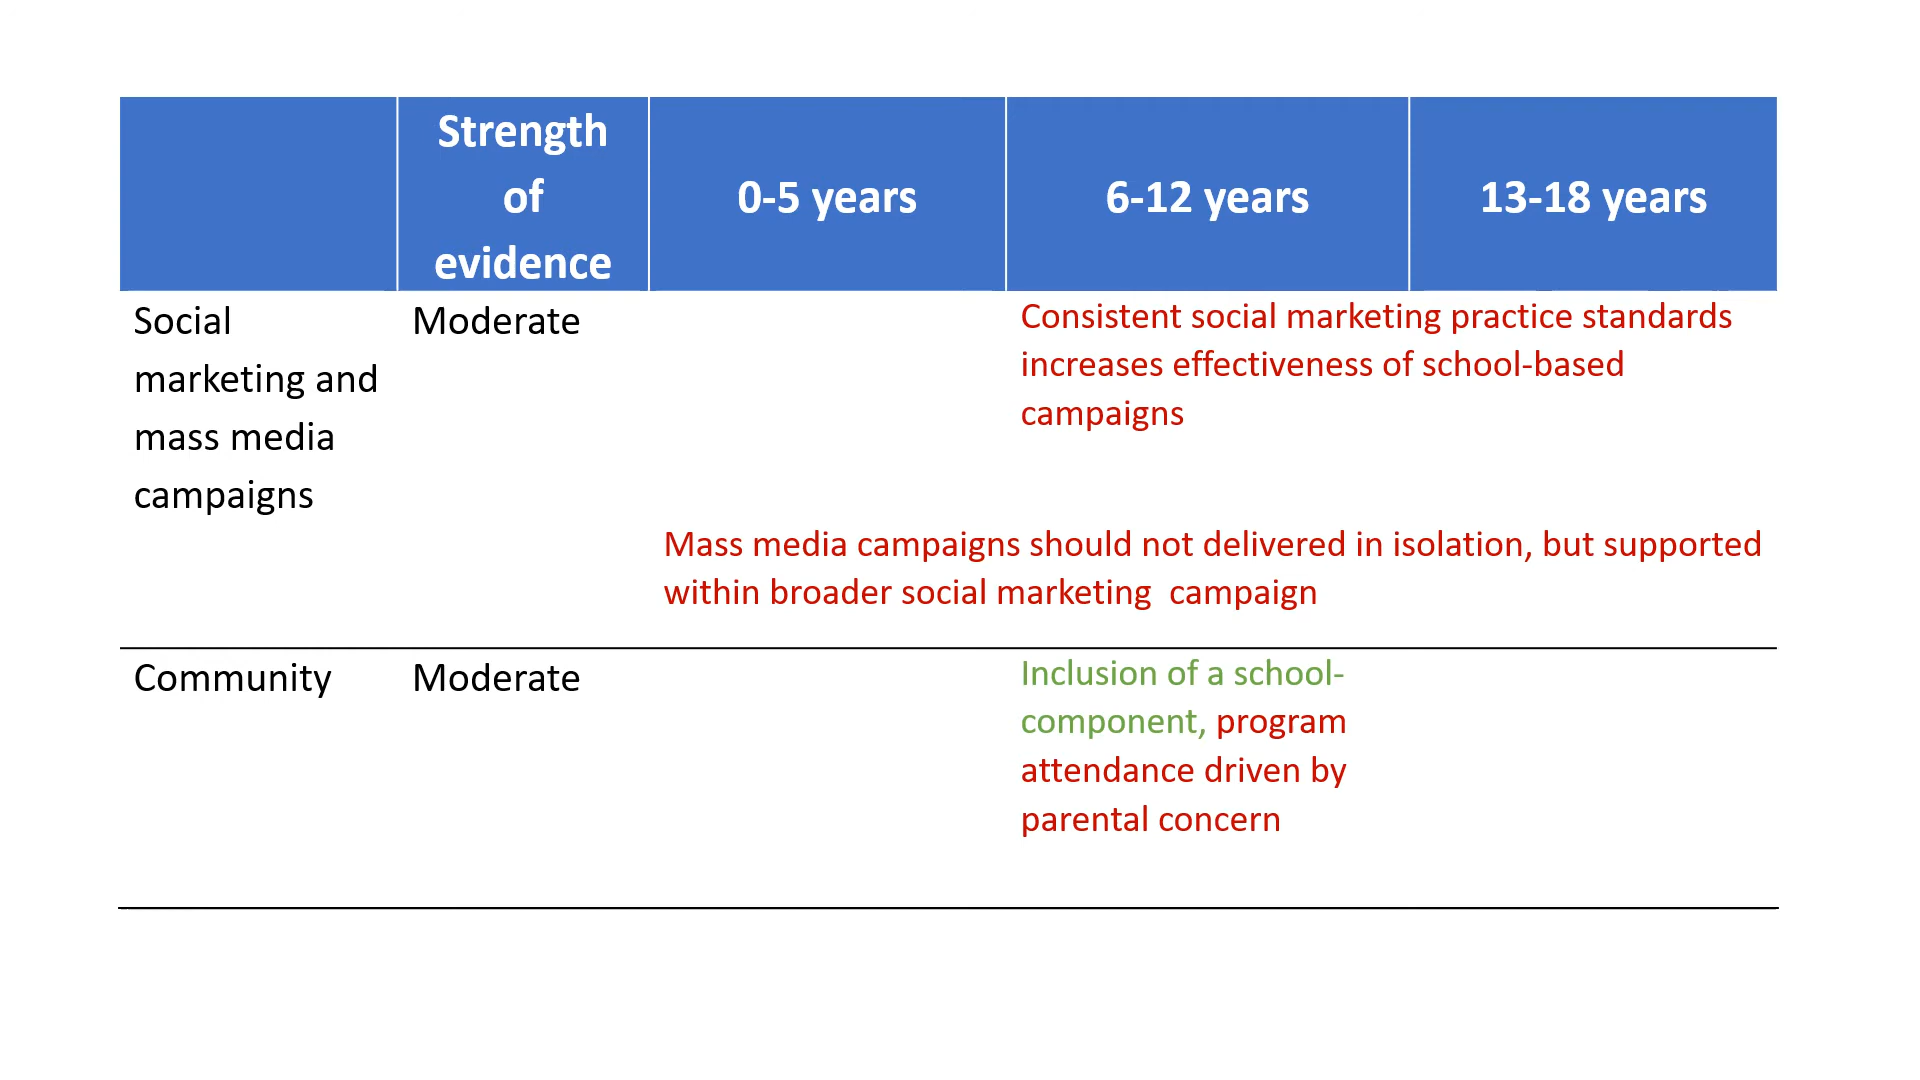 Strength
of
evidence
0-5 years
6-12 years
13-18 years
Social
marketing and
mass media
campaigns
Moderate
Consistent social marketing practice standards
increases effectiveness of school-based
campaigns
Mass media campaigns should not delivered in isolation, but supported
within broader social marketing  campaign
Community
Moderate
Inclusion of a school-
component, program
attendance driven by
parental concern